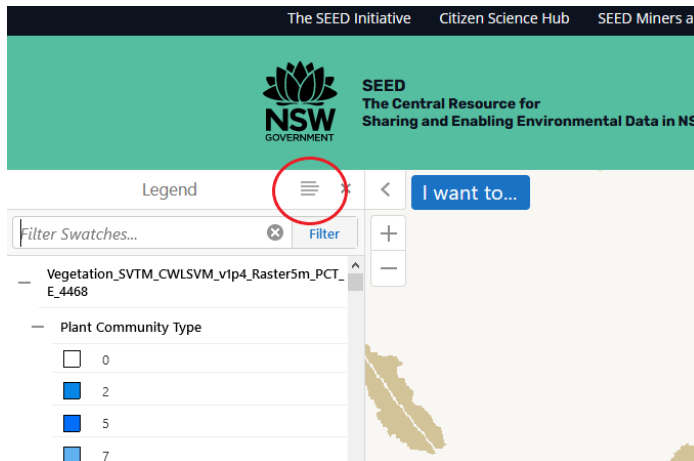 The SEED Initiative Citizen Science Hub SEED Miners a
NSW
GOVERNMENT
SEED
The Central Resource for
Sharing and Enabling Environmental Data in NS
Legend
I want to...
Filter Swatches...
Filter
Vegetation_SVTM_CWLSVM_v1p4_Raster5m_PCT_
E_4468
Plant Community Type
0
2
5
7